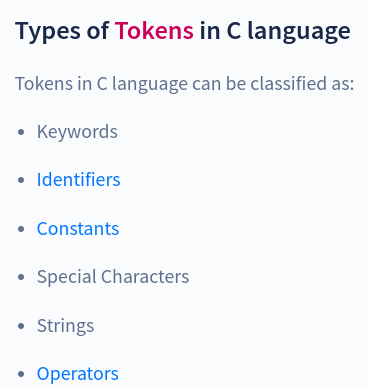 Types of Tokens in C language
Tokens in C language can be classified as:
• Keywords
• Identifiers
• Constants
• Special Characters
• Strings
• Operators